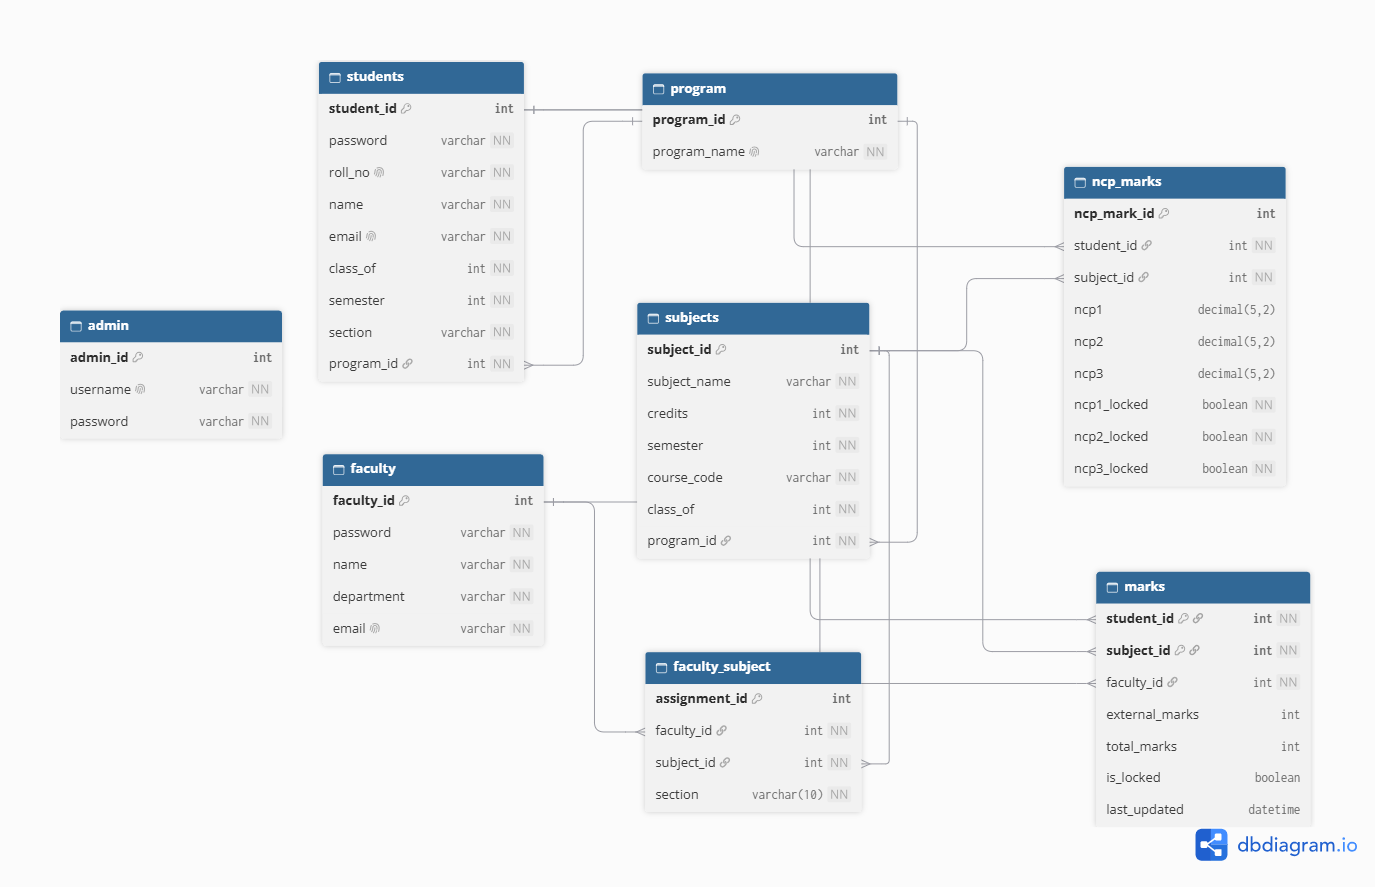 students
student_id int
password varchar NN
roll_no varchar NN
name varchar NN
email varchar NN
class_of int NN
semester int NN
section varchar NN
program_id int NN
program
program_id int
program_name varchar NN
ncp_marks
ncp_mark_id int
student_id int NN
subject_id int NN
ncp1 decimal(5,2)
ncp2 decimal(5,2)
ncp3 decimal(5,2)
ncp1_locked boolean NN
ncp2_locked boolean NN
ncp3_locked boolean NN
admin
admin_id int
username varchar NN
password varchar NN
subjects
subject_id int
subject_name varchar NN
credits int NN
semester int NN
course_code varchar NN
class_of int NN
program_id int NN
faculty
faculty_id int
password varchar NN
name varchar NN
department varchar NN
email varchar NN
marks
student_id int NN
subject_id int NN
faculty_id int NN
external_marks int
total_marks int
is_locked boolean
last_updated datetime
faculty_subject
assignment_id int
faculty_id int NN
subject_id int NN
section varchar(10) NN
dbdiagram.io